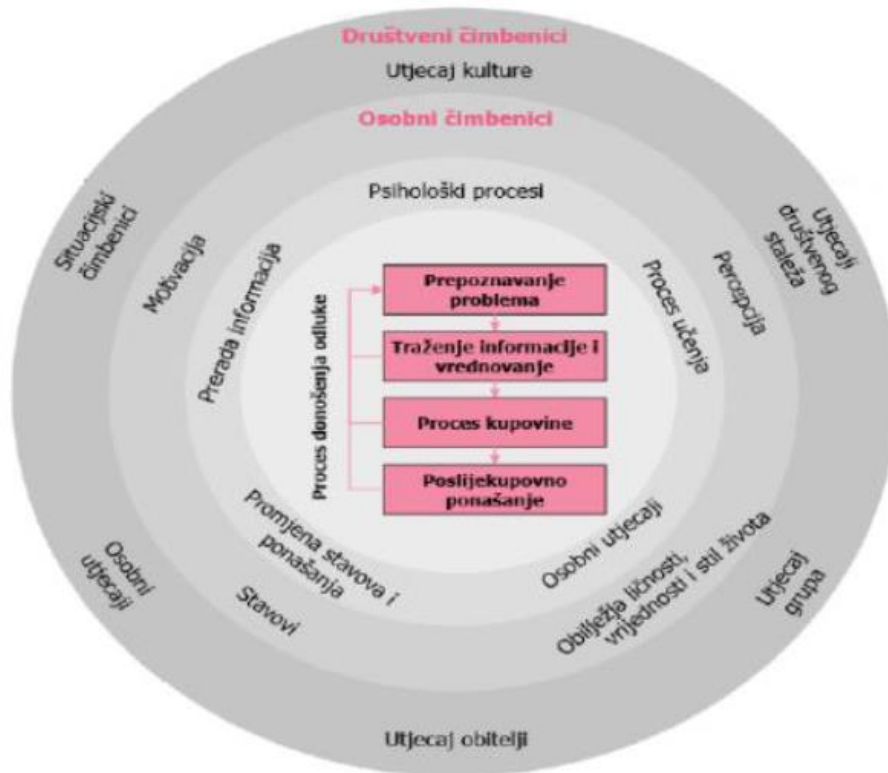 Društveni čimbenici
Utjecaj kulture
Osobni čimbenici
Psihološki procesi
Situacijski
čimbenici
Motivacija
Prerada informacija
Proces učenja
Percepcija
Utjecaji
društvenog
staleža
Proces donošenja odluke
Prepoznavanje
problema
Traženje informacije i
vrednovanje
Proces kupovine
Poslijekupovno
ponašanje
Promjena stavova i
ponašanja
Osobni utjecaji
Osobni
utjecaji
Stavovi
Obilježja ličnosti,
vrijednosti i stil života
Utjecaj
grupa
Utjecaj obitelji